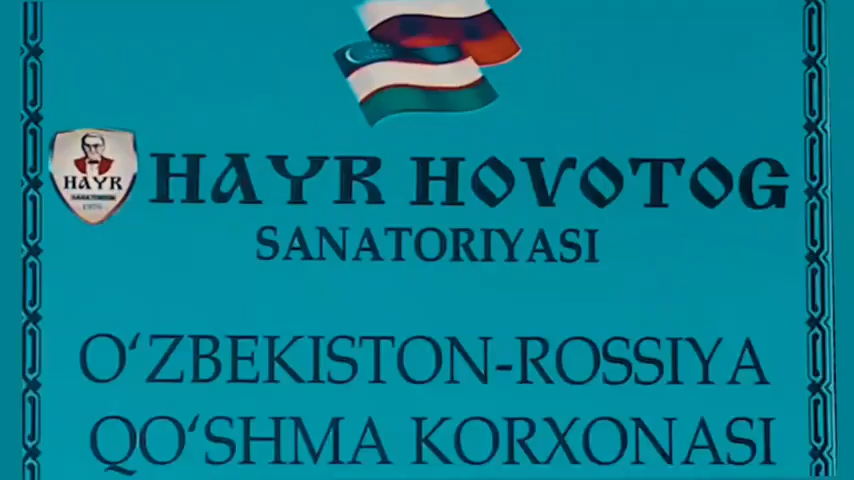 HAYR HOVOTOG
HAYR
SANATORIYASI
O‘ZBEKISTON-ROSSIYA
QO‘SHMA KORXONASI